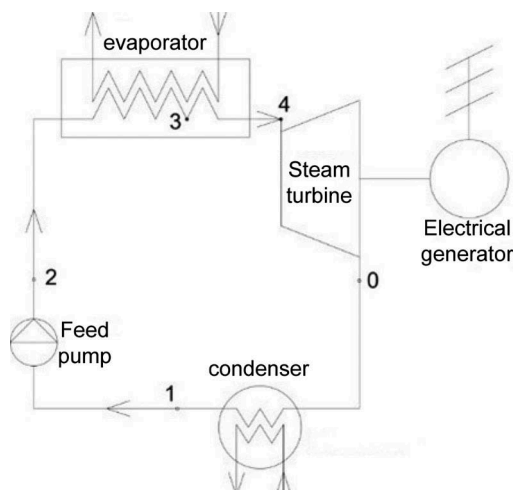 evaporator
3
4
Steam
turbine
Electrical
generator
2
0
Feed
pump
condenser
1